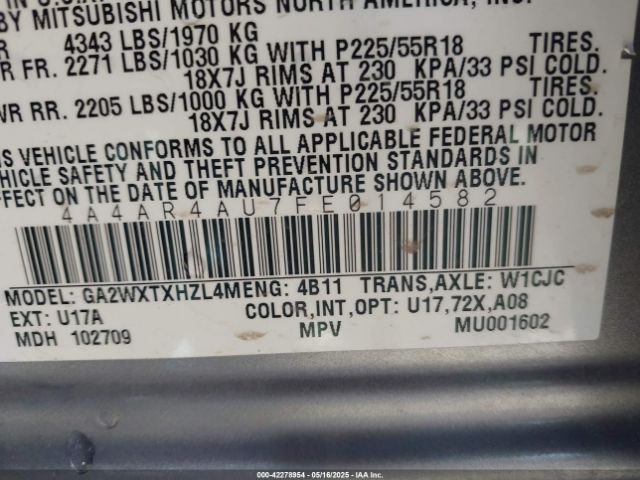 IN U.S.A.
BY MITSUBISHI MOTORS NORTH AMERICA, INC.
R 4343 LBS/1970 KG
WR FR. 2271 LBS/1030 KG WITH P225/55R18 TIRES.
18X7J RIMS AT 230 KPA/33 PSI COLD.
WR RR. 2205 LBS/1000 KG WITH P225/55R18 TIRES.
18X7J RIMS AT 230 KPA/33 PSI COLD.
IS VEHICLE CONFORMS TO ALL APPLICABLE FEDERAL MOTOR
EHICLE SAFETY AND THEFT PREVENTION STANDARDS IN
FFECT ON THE DATE OF MANUFACTURE SHOWN ABOVE.
4A4AR4AU7FE014582
MODEL: GA2WXTXHZL4MENG: 4B11 TRANS,AXLE: W1CJC
EXT: U17A COLOR,INT,OPT: U17,72X,A08
MDH 102709 MPV MU001602
000-42278954 - 05/16/2025 - IAA Inc.